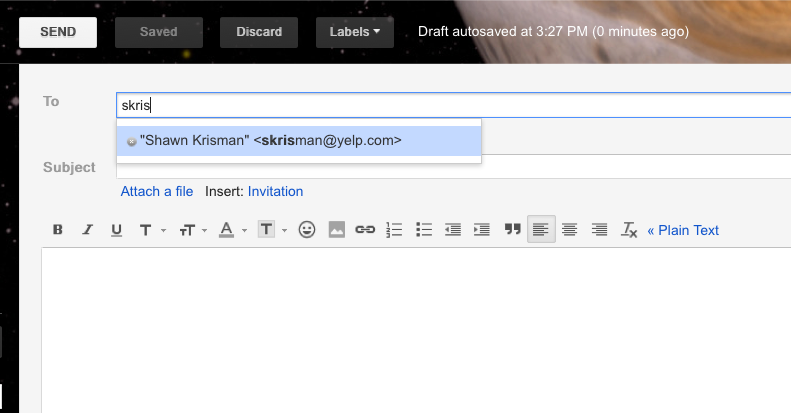 SEND Saved Discard Labels Draft autosaved at 3:27 PM (0 minutes ago)
To skris
"Shawn Krisman" <skrisman@yelp.com>
Subject
Attach a file Insert: Invitation
B I U T TT A T « Plain Text